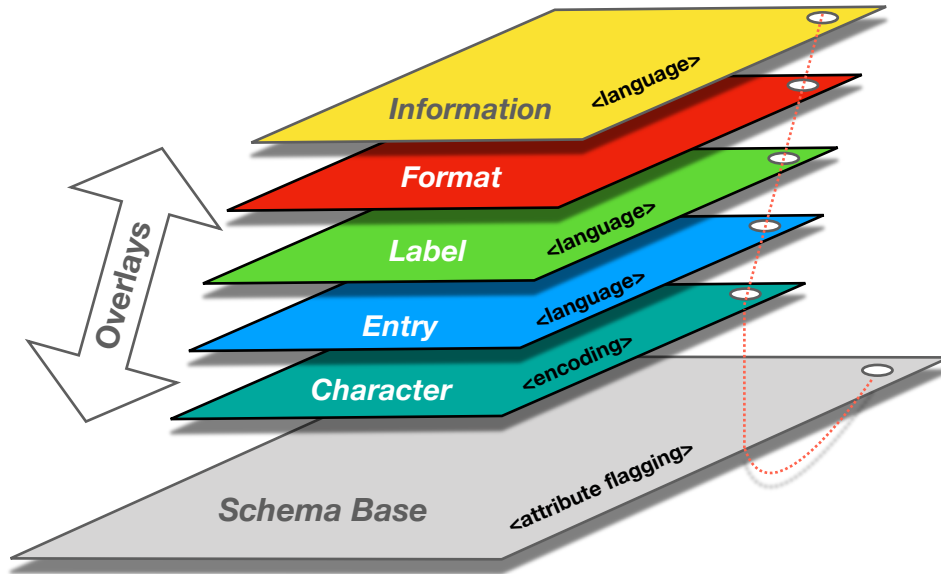 Information
<language>
Format
Label
<language>
Entry
<language>
Character
<encoding>
Schema Base
<attribute flagging>
Overlays